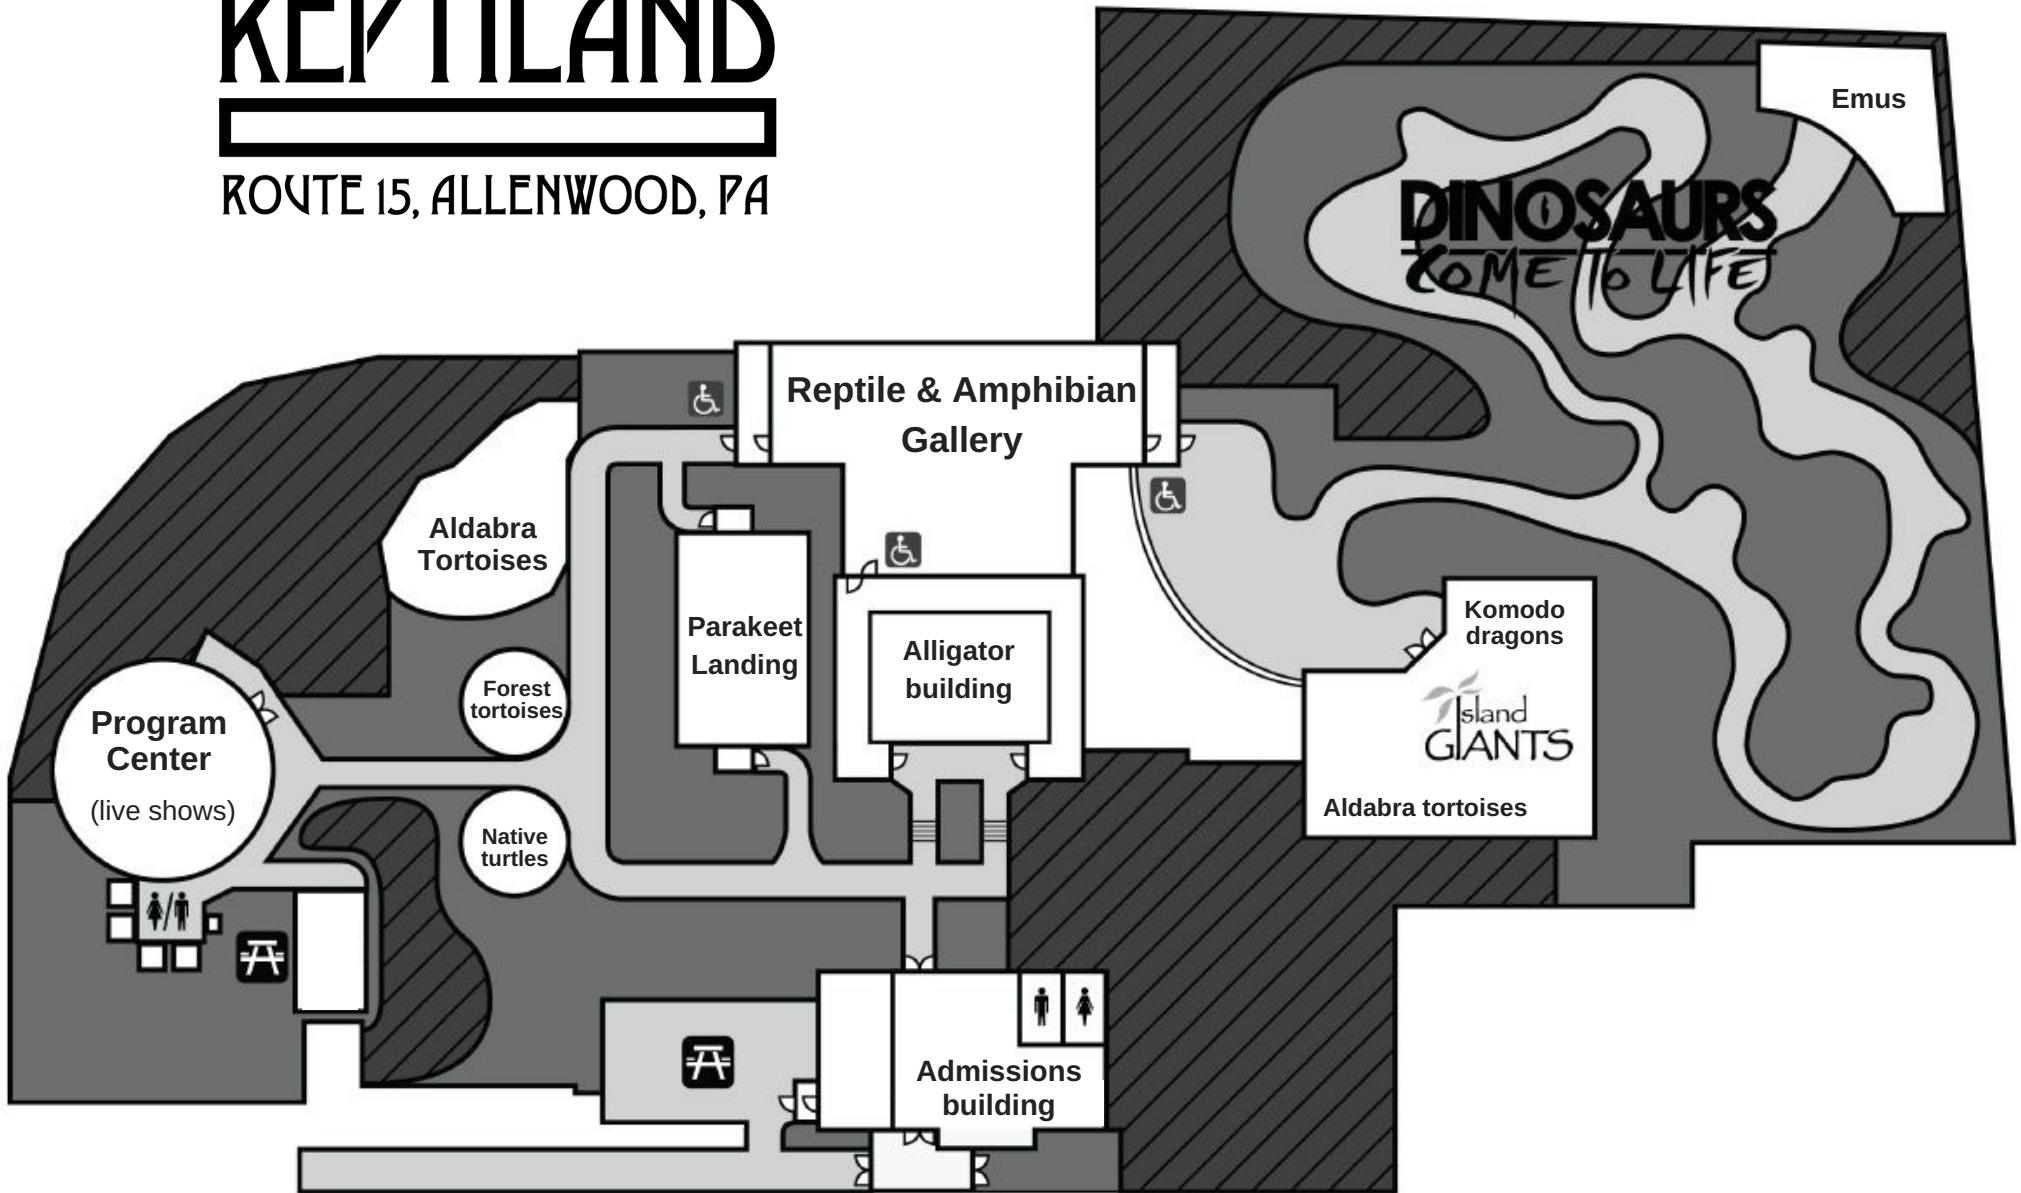 REPTILAND
ROUTE 15, ALLENWOOD, PA
Emus
DINOSAURS
COME TO LIFE
Reptile & Amphibian
Gallery
Aldabra
Tortoises
Parakeet
Landing
Alligator
building
Komodo
dragons
Island
GIANTS
Aldabra tortoises
Forest
tortoises
Program
Center
(live shows)
Native
turtles
Admissions
building